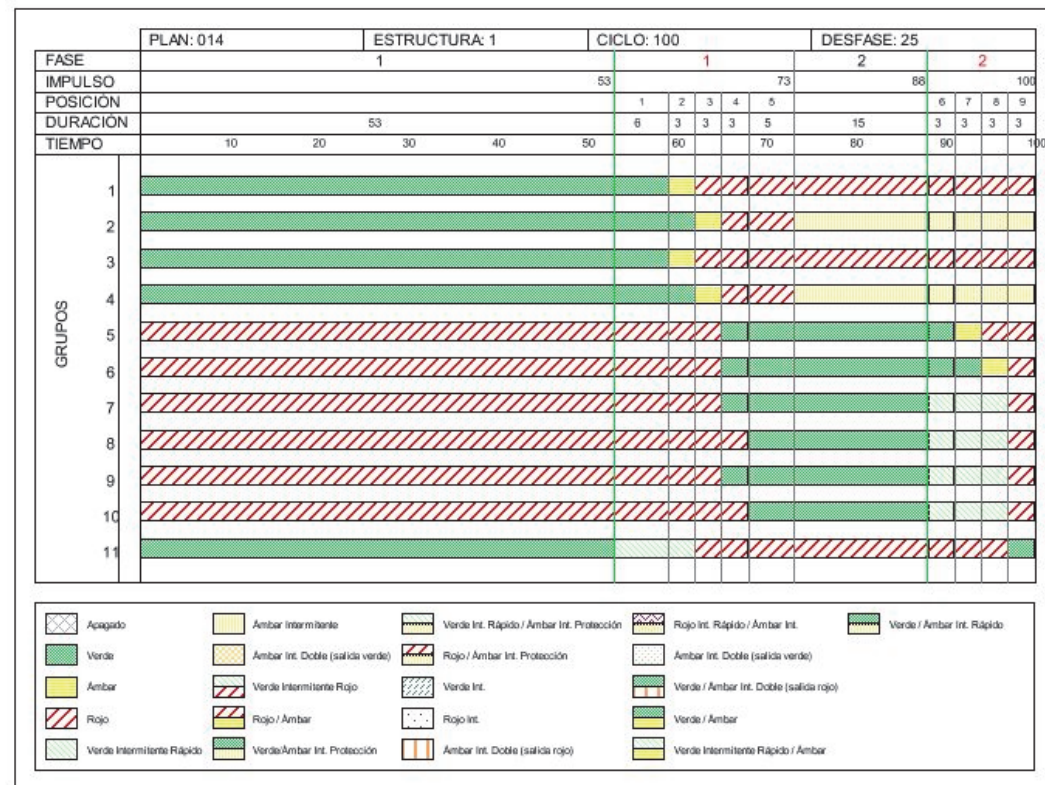 PLAN: 014 ESTRUCTURA: 1 CICLO: 100 DESFASE: 25
FASE 1 1 2 2
IMPULSO 53 73 88 100
POSICIÓN 1 2 3 4 5 6 7 8 9
DURACIÓN 53 6 3 3 3 5 15 3 3 3 3
TIEMPO 10 20 30 40 50 60 70 80 90 100
GRUPOS
1
2
3
4
5
6
7
8
9
10
11
Apagado Ámbar Intermitente Verde Int. Rápido / Ámbar Int. Protección Rojo Int. Rápido / Ámbar Int. Verde / Ámbar Int. Rápido
Verde Ámbar Int. Doble (salida verde) Rojo / Ámbar Int. Protección Ámbar Int. Doble (salida verde)
Ámbar Verde Intermitente Rojo Verde Int. Verde / Ámbar Int. Doble (salida rojo)
Rojo Rojo / Ámbar Rojo Int. Verde / Ámbar
Verde Intermitente Rápido Verde/Ámbar Int. Protección Ámbar Int. Doble (salida rojo) Verde Intermitente Rápido / Ámbar